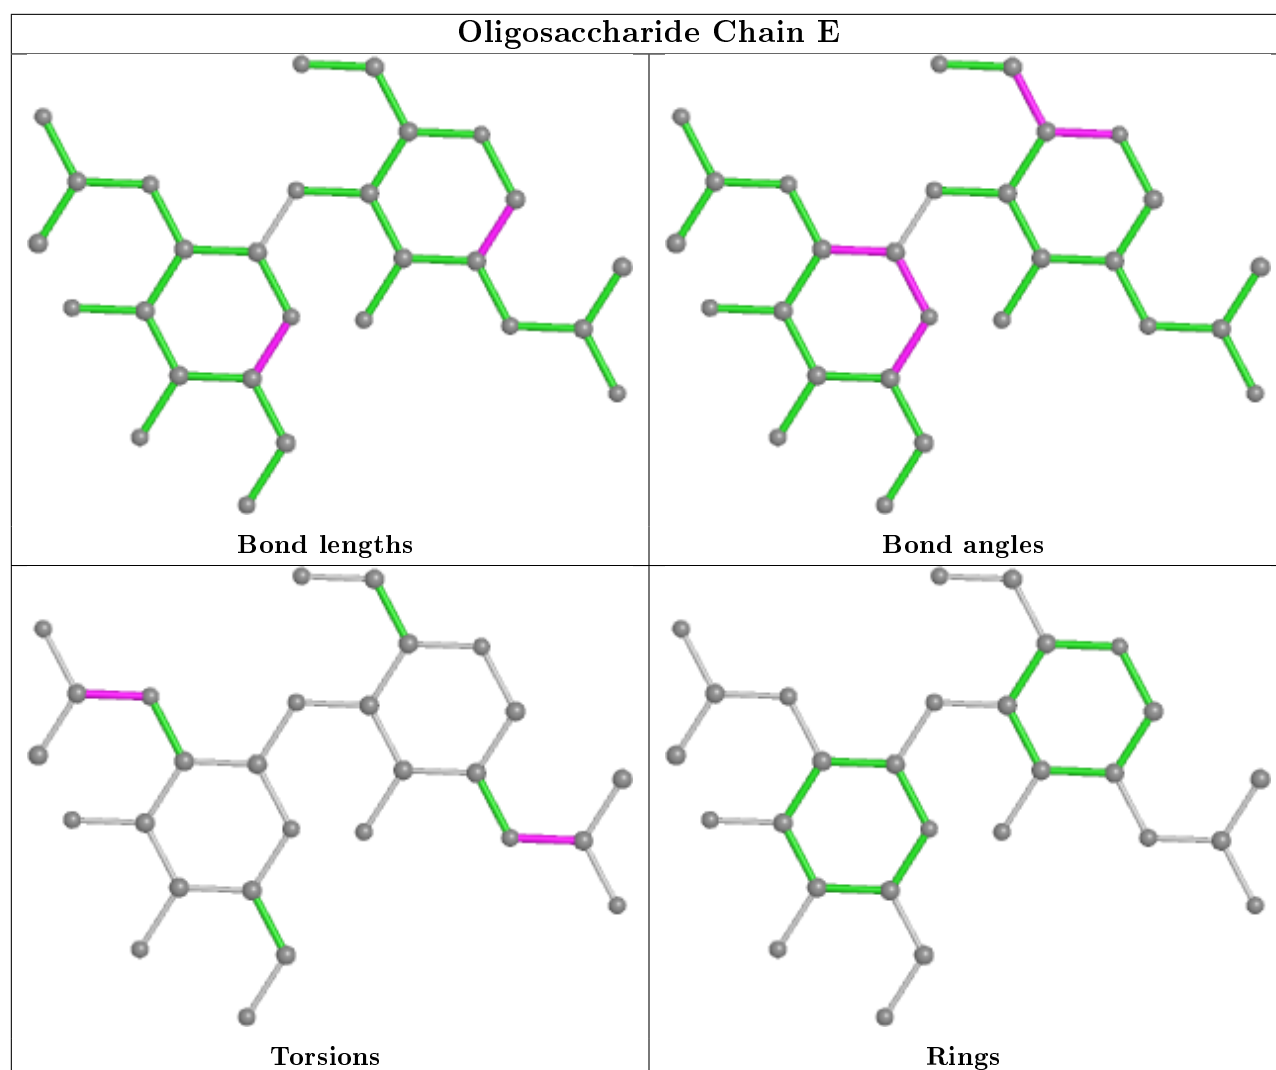 Oligosaccharide Chain E
Bond lengths
Bond angles
Torsions
Rings